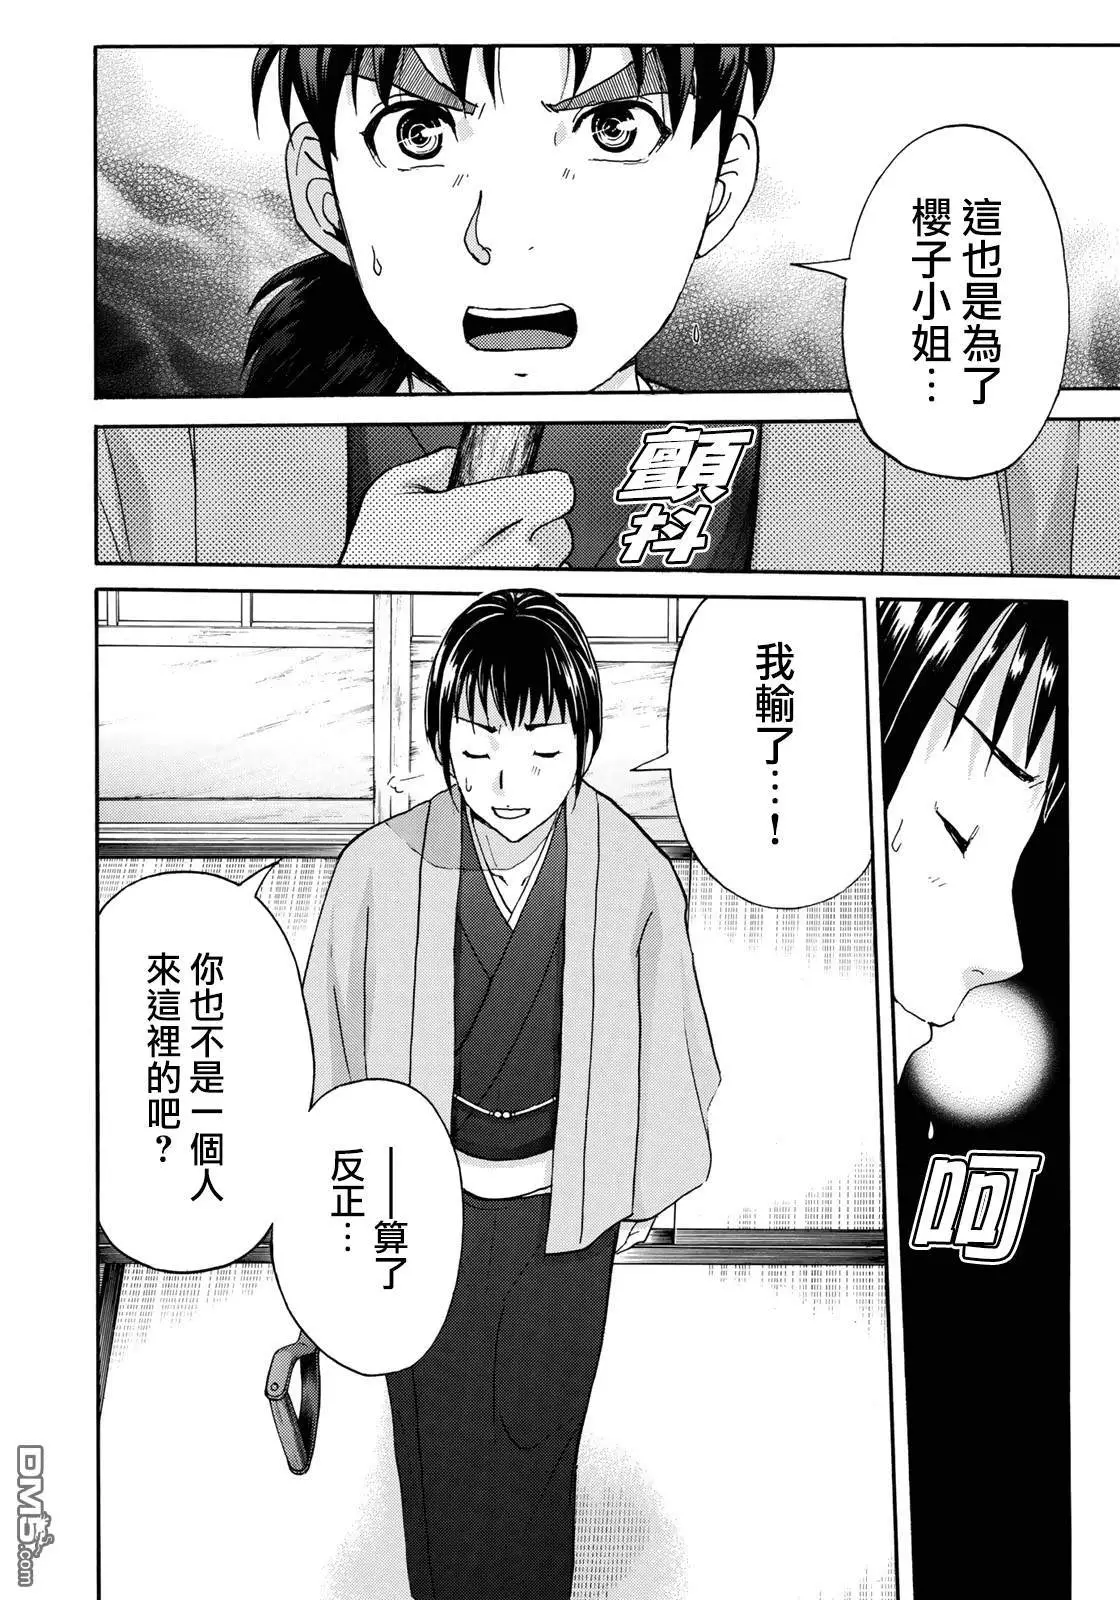 這也是為了
櫻子小姐…
顫抖
我輸了…！
呵
——算了
反正…
你也不是一個人
來這裡的吧？
DM5.com